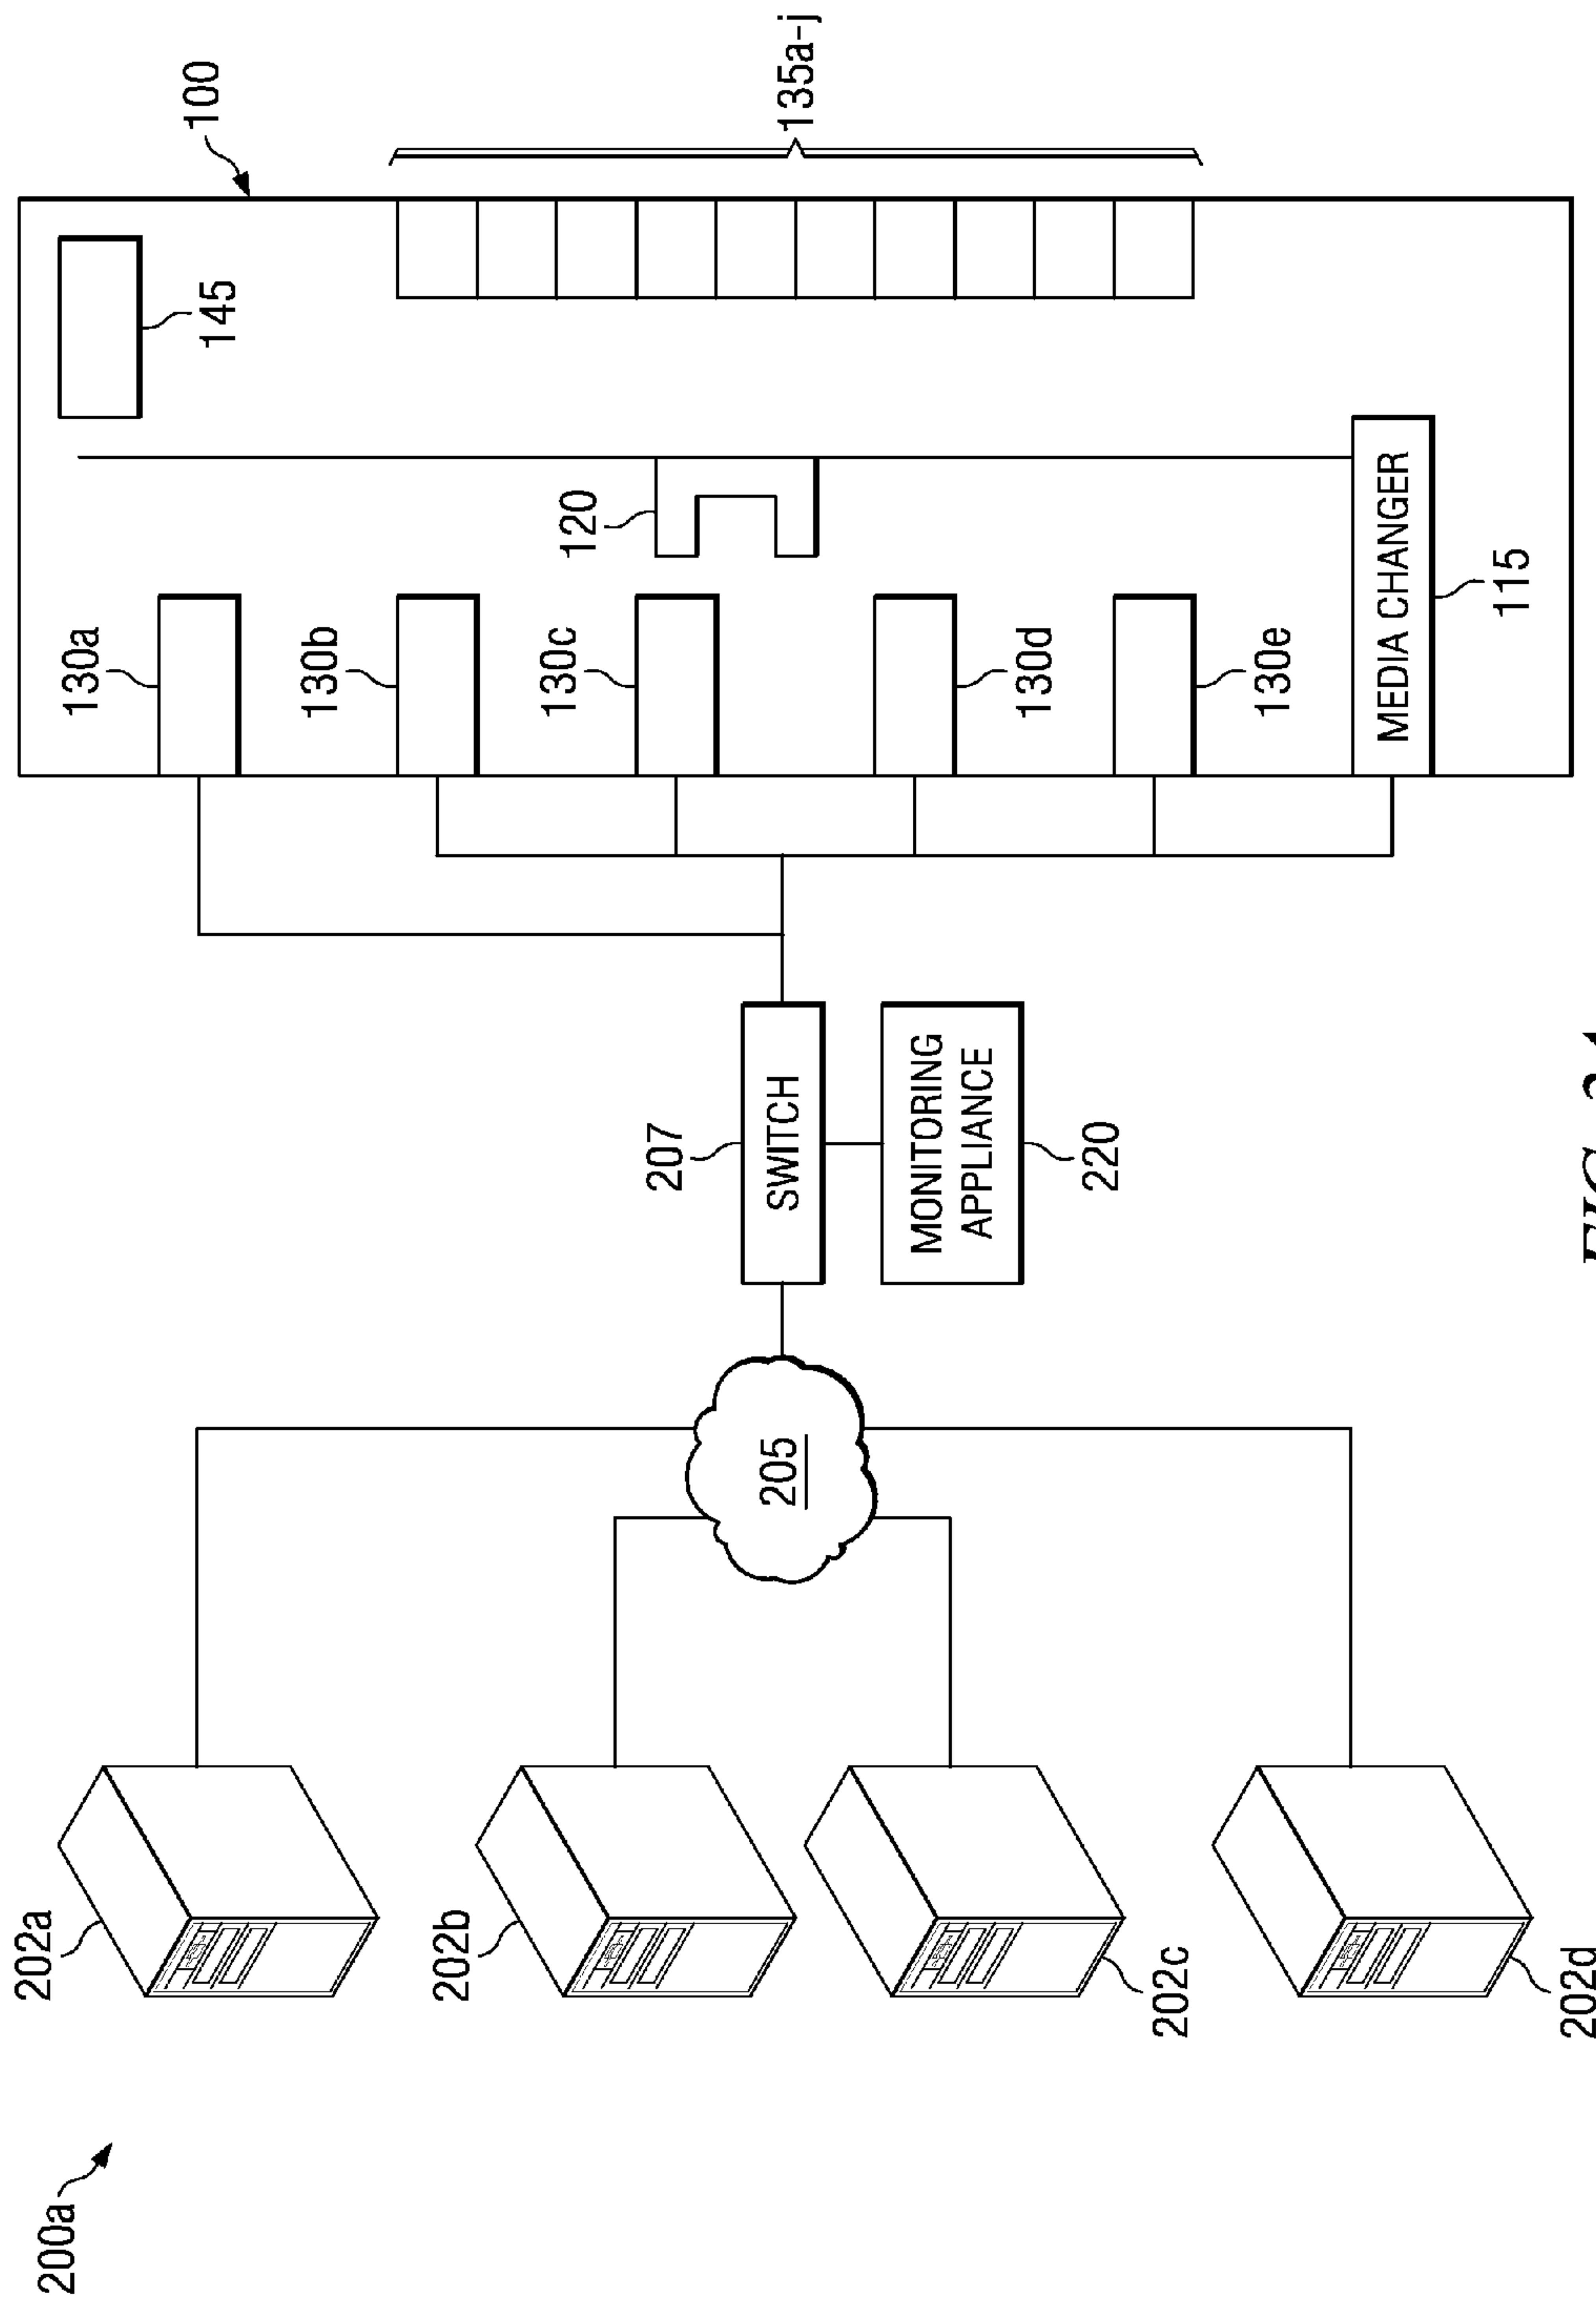 200a
202a
202b
202c
202d
205
207
SWITCH
MONITORING
APPLIANCE
220
130a
130b
130c
130d
130e
120
MEDIA CHANGER
115
145
100
135a-j